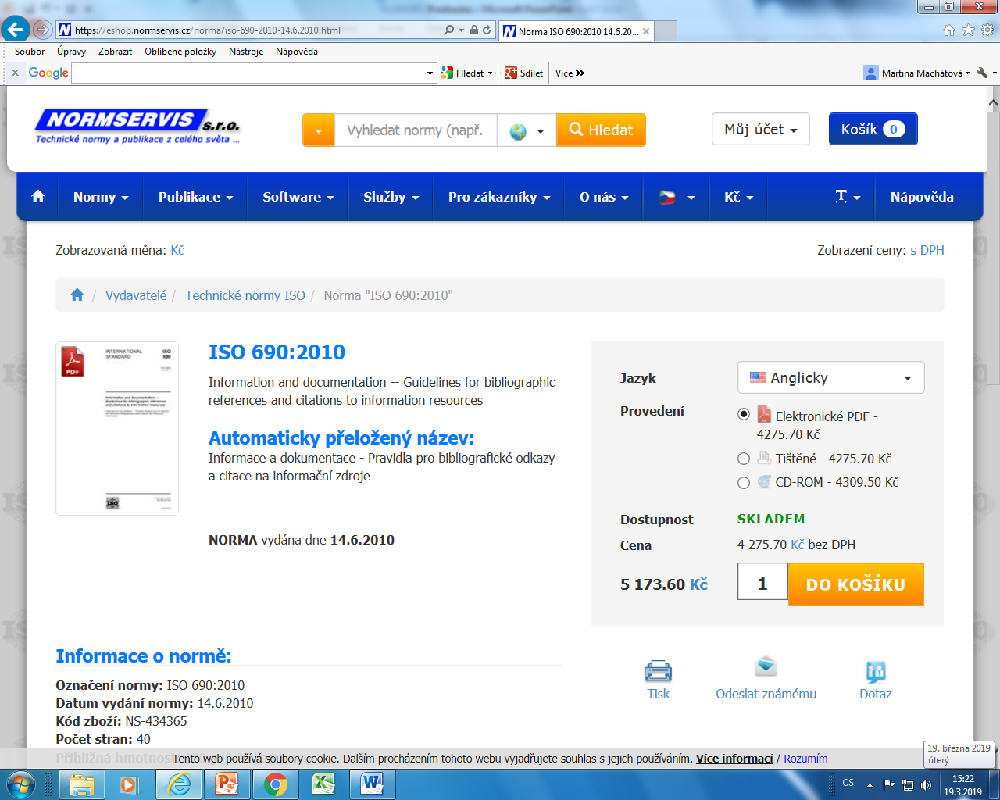 https://eshop.normservis.cz/norma/iso-690-2010-14.6.2010.html
Norma ISO 690:2010 14.6.20...
Soubor Úpravy Zobrazit Oblíbené položky Nástroje Nápověda
x Google Hledat Sdílet Více Martina Machátová
NORMSERVIS s.r.o.
Technické normy a publikace z celého světa ...
Vyhledat normy (např. Hledat
Můj účet
Košík 0
Normy Publikace Software Služby Pro zákazníky O nás Kč T Nápověda
Zobrazovaná měna: Kč
Zobrazení ceny: s DPH
/ Vydavatelé / Technické normy ISO / Norma "ISO 690:2010"
PDF
INTERNATIONAL STANDARD
ISO 690
ISO
ISO 690:2010
Information and documentation -- Guidelines for bibliographic
references and citations to information resources
Automaticky přeložený název:
Informace a dokumentace - Pravidla pro bibliografické odkazy
a citace na informační zdroje
NORMA vydána dne 14.6.2010
Jazyk Anglicky
Provedení Elektronické PDF -
4275.70 Kč
Tištěné - 4275.70 Kč
CD-ROM - 4309.50 Kč
Dostupnost SKLADEM
Cena 4 275.70 Kč bez DPH
5 173.60 Kč 1 DO KOŠÍKU
Informace o normě:
Označení normy: ISO 690:2010
Datum vydání normy: 14.6.2010
Kód zboží: NS-434365
Počet stran: 40
Tisk Odeslat známému Dotaz
Tento web používá soubory cookie. Dalším procházením tohoto webu vyjadřujete souhlas s jejich používáním. Více informací / Rozumím
19. března 2019
úterý
CS
15:22
19.3.2019